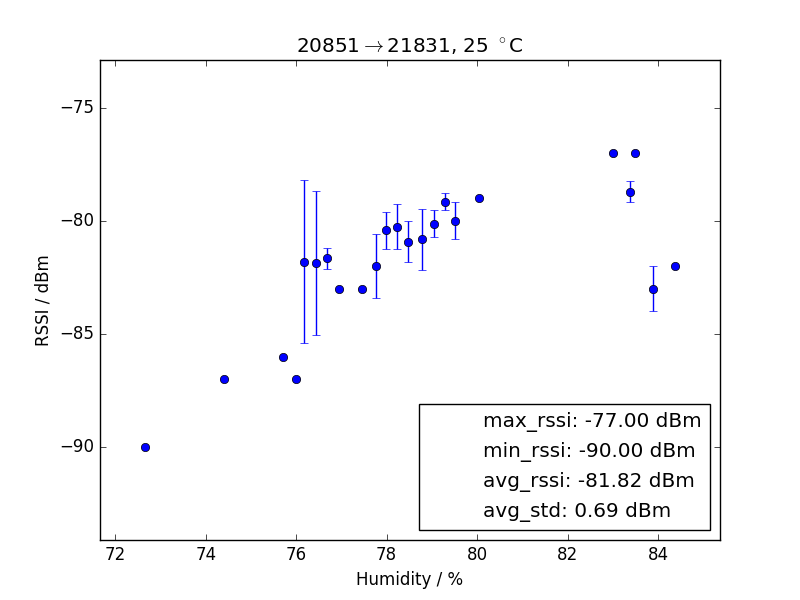 20851→21831, 25 °C
−75
−80
−85
−90
RSSI / dBm
max_rssi: -77.00 dBm
min_rssi: -90.00 dBm
avg_rssi: -81.82 dBm
avg_std: 0.69 dBm
72 74 76 78 80 82 84
Humidity / %